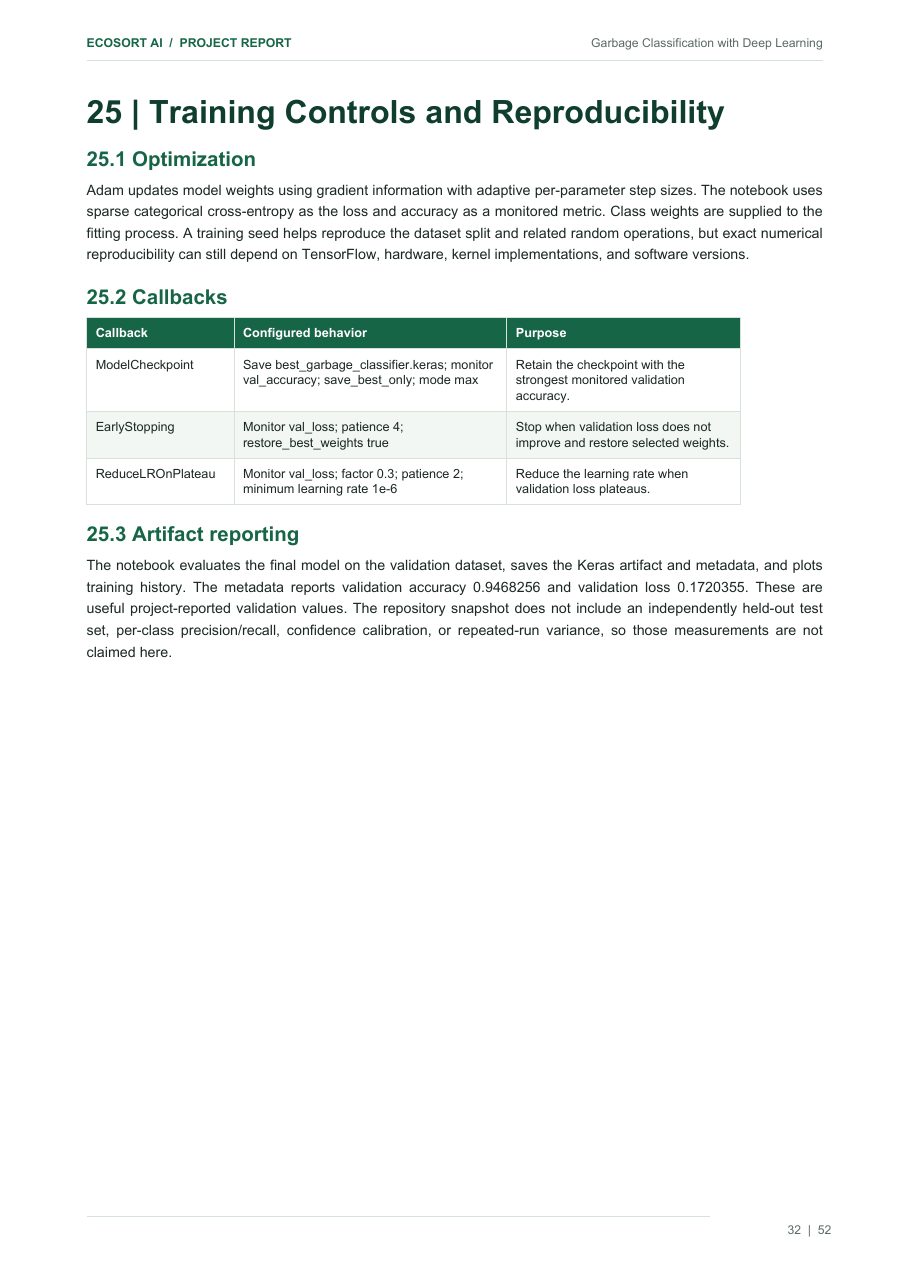 ECOSORT AI / PROJECT REPORT
Garbage Classification with Deep Learning
25 | Training Controls and Reproducibility
25.1 Optimization
Adam updates model weights using gradient information with adaptive per-parameter step sizes. The notebook uses
sparse categorical cross-entropy as the loss and accuracy as a monitored metric. Class weights are supplied to the
fitting process. A training seed helps reproduce the dataset split and related random operations, but exact numerical
reproducibility can still depend on TensorFlow, hardware, kernel implementations, and software versions.
25.2 Callbacks
Callback
Configured behavior
Purpose
ModelCheckpoint
Save best_garbage_classifier.keras; monitor
val_accuracy; save_best_only; mode max
Retain the checkpoint with the
strongest monitored validation
accuracy.
EarlyStopping
Monitor val_loss; patience 4;
restore_best_weights true
Stop when validation loss does not
improve and restore selected weights.
ReduceLROnPlateau
Monitor val_loss; factor 0.3; patience 2;
minimum learning rate 1e-6
Reduce the learning rate when
validation loss plateaus.
25.3 Artifact reporting
The notebook evaluates the final model on the validation dataset, saves the Keras artifact and metadata, and plots
training history. The metadata reports validation accuracy 0.9468256 and validation loss 0.1720355. These are
useful project-reported validation values. The repository snapshot does not include an independently held-out test
set, per-class precision/recall, confidence calibration, or repeated-run variance, so those measurements are not
claimed here.
32 | 52